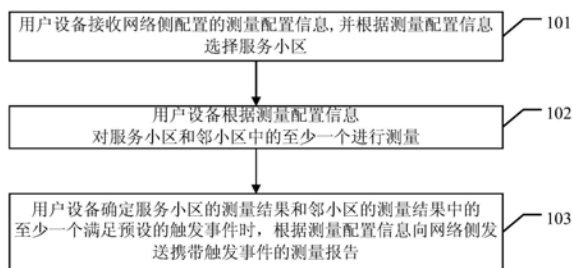 用户设备接收网络侧配置的测量配置信息,并根据测量配置信息
选择服务小区
101
用户设备根据测量配置信息
对服务小区和邻小区中的至少一个进行测量
102
用户设备确定服务小区的测量结果和邻小区的测量结果中的
至少一个满足预设的触发事件时，根据测量配置信息向网络侧发
送携带触发事件的测量报告
103